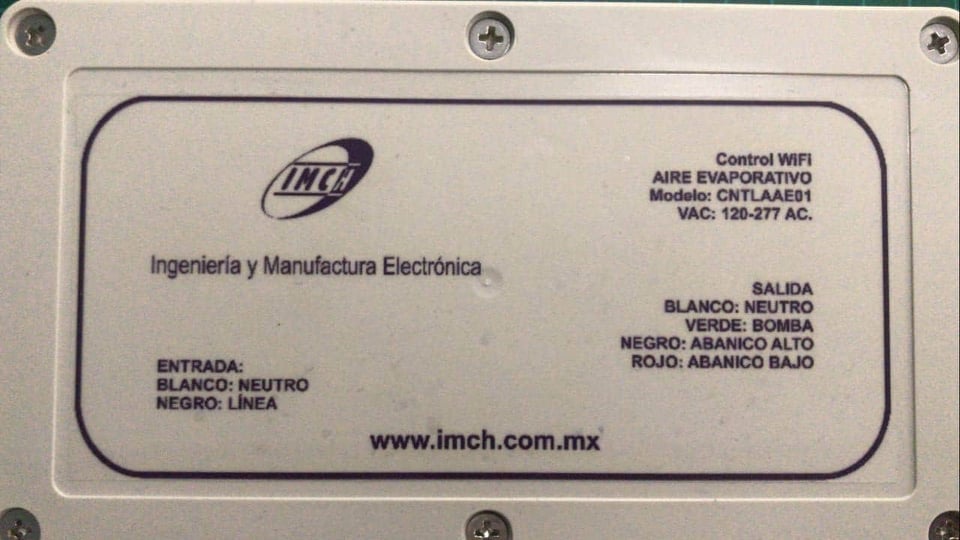 IMCH
Ingeniería y Manufactura Electrónica
Control WiFi
AIRE EVAPORATIVO
Modelo: CNTLAAE01
VAC: 120-277 AC.
SALIDA
BLANCO: NEUTRO
VERDE: BOMBA
NEGRO: ABANICO ALTO
ROJO: ABANICO BAJO
ENTRADA:
BLANCO: NEUTRO
NEGRO: LÍNEA
www.imch.com.mx